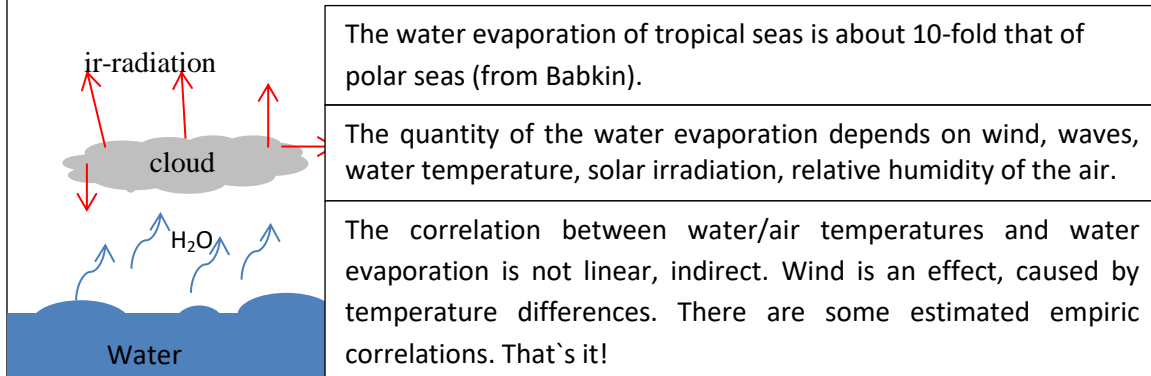 ir-radiation
cloud
H₂O
Water
The water evaporation of tropical seas is about 10-fold that of
polar seas (from Babkin).
The quantity of the water evaporation depends on wind, waves,
water temperature, solar irradiation, relative humidity of the air.
The correlation between water/air temperatures and water
evaporation is not linear, indirect. Wind is an effect, caused by
temperature differences. There are some estimated empiric
correlations. That`s it!